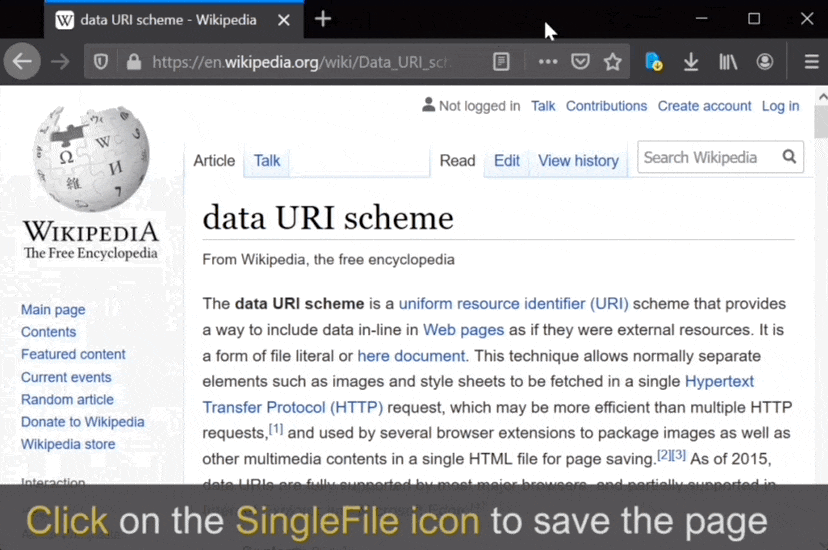 data URI scheme - Wikipedia
https://en.wikipedia.org/wiki/Data_URI_sch
Not logged in Talk Contributions Create account Log in
Article Talk Read Edit View history Search Wikipedia
WIKIPEDIA
The Free Encyclopedia
data URI scheme
From Wikipedia, the free encyclopedia
Main page
Contents
Featured content
Current events
Random article
Donate to Wikipedia
Wikipedia store
Interaction
The data URI scheme is a uniform resource identifier (URI) scheme that provides
a way to include data in-line in Web pages as if they were external resources. It is
a form of file literal or here document. This technique allows normally separate
elements such as images and style sheets to be fetched in a single Hypertext
Transfer Protocol (HTTP) request, which may be more efficient than multiple HTTP
requests,[1] and used by several browser extensions to package images as well as
other multimedia contents in a single HTML file for page saving.[2][3] As of 2015,
data URIs are fully supported by most major browsers, and partially supported in
Click on the SingleFile icon to save the page